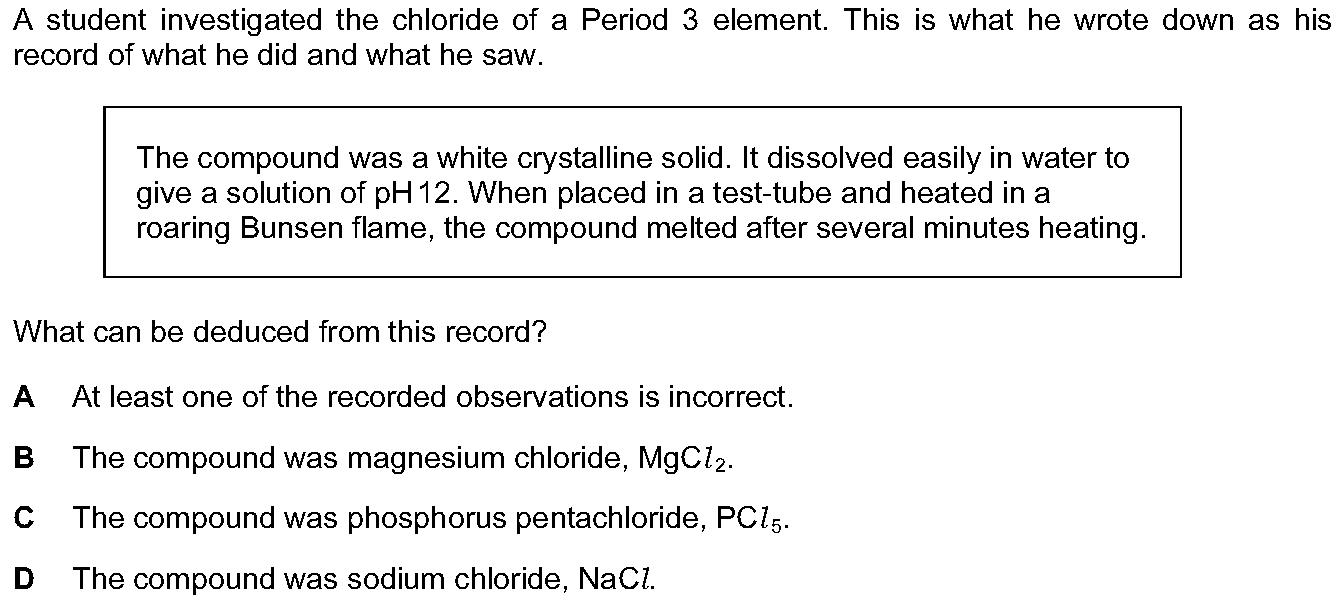 A student investigated the chloride of a Period 3 element. This is what he wrote down as his
record of what he did and what he saw.
The compound was a white crystalline solid. It dissolved easily in water to
give a solution of pH 12. When placed in a test-tube and heated in a
roaring Bunsen flame, the compound melted after several minutes heating.
What can be deduced from this record?
A At least one of the recorded observations is incorrect.
B The compound was magnesium chloride, MgCl₂.
C The compound was phosphorus pentachloride, PCl₅.
D The compound was sodium chloride, NaCl.